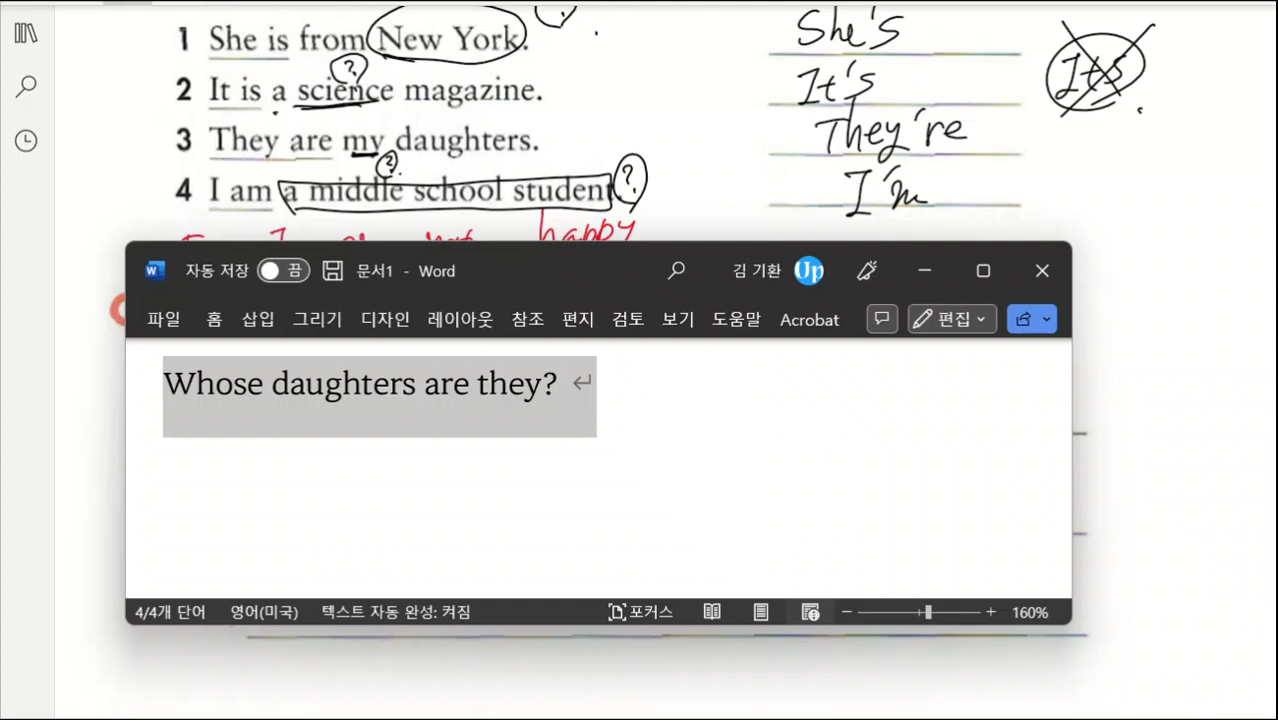 1 She is from New York.
She's
2 It is a science magazine.
It's
Its
3 They are my daughters.
They're
4 I am a middle school student.
I'm
happy
자동 저장 끔 문서1 - Word 김 기환 Up
파일 홈 삽입 그리기 디자인 레이아웃 참조 편지 검토 보기 도움말 Acrobat 편집
Whose daughters are they?
4/4개 단어 영어(미국) 텍스트 자동 완성: 켜짐 포커스 160%